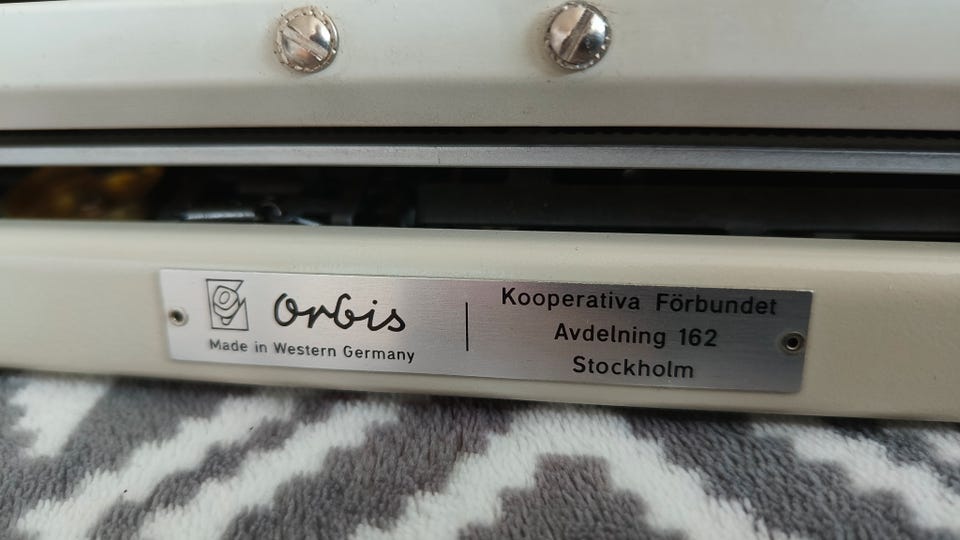 Orbis
Made in Western Germany
Kooperativa Förbundet
Avdelning 162
Stockholm